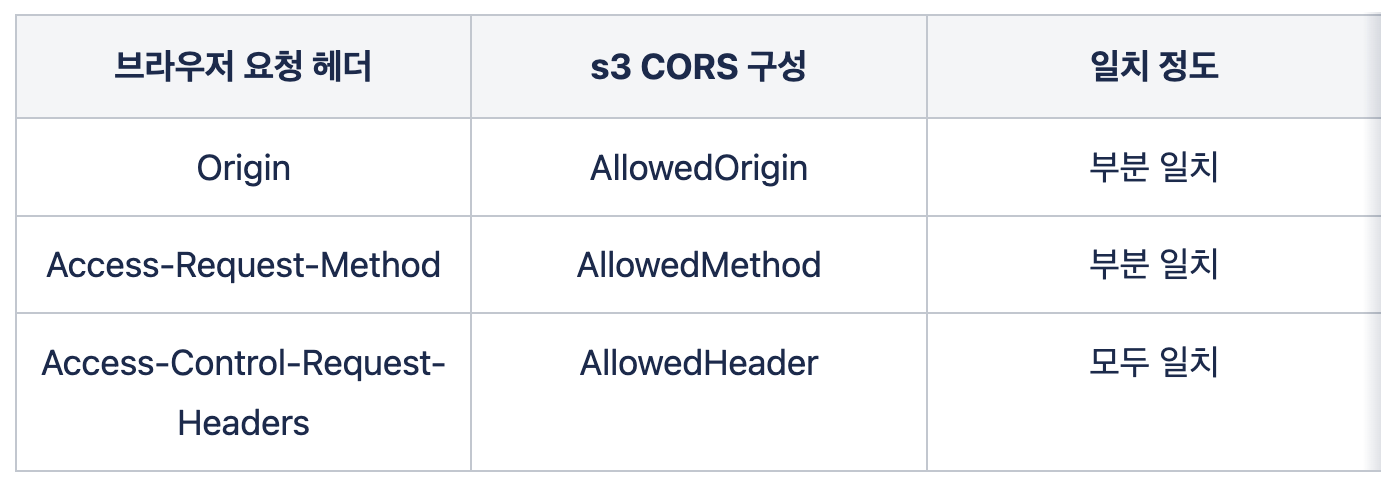 브라우저 요청 헤더
s3 CORS 구성
일치 정도
Origin
AllowedOrigin
부분 일치
Access-Request-Method
AllowedMethod
부분 일치
Access-Control-Request-
Headers
AllowedHeader
모두 일치